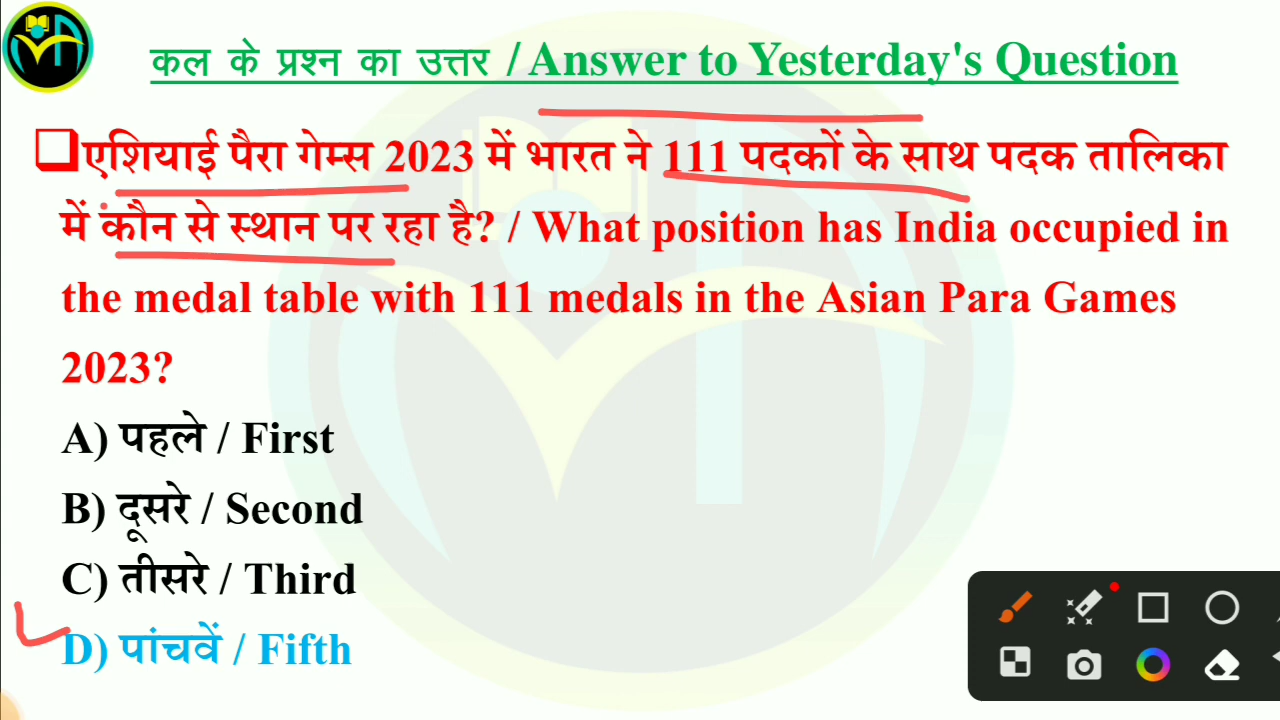 कल के प्रश्न का उत्तर / Answer to Yesterday's Question
एशियाई पैरा गेम्स 2023 में भारत ने 111 पदकों के साथ पदक तालिका
में कौन से स्थान पर रहा है? / What position has India occupied in
the medal table with 111 medals in the Asian Para Games
2023?
A) पहले / First
B) दूसरे / Second
C) तीसरे / Third
D) पांचवें / Fifth